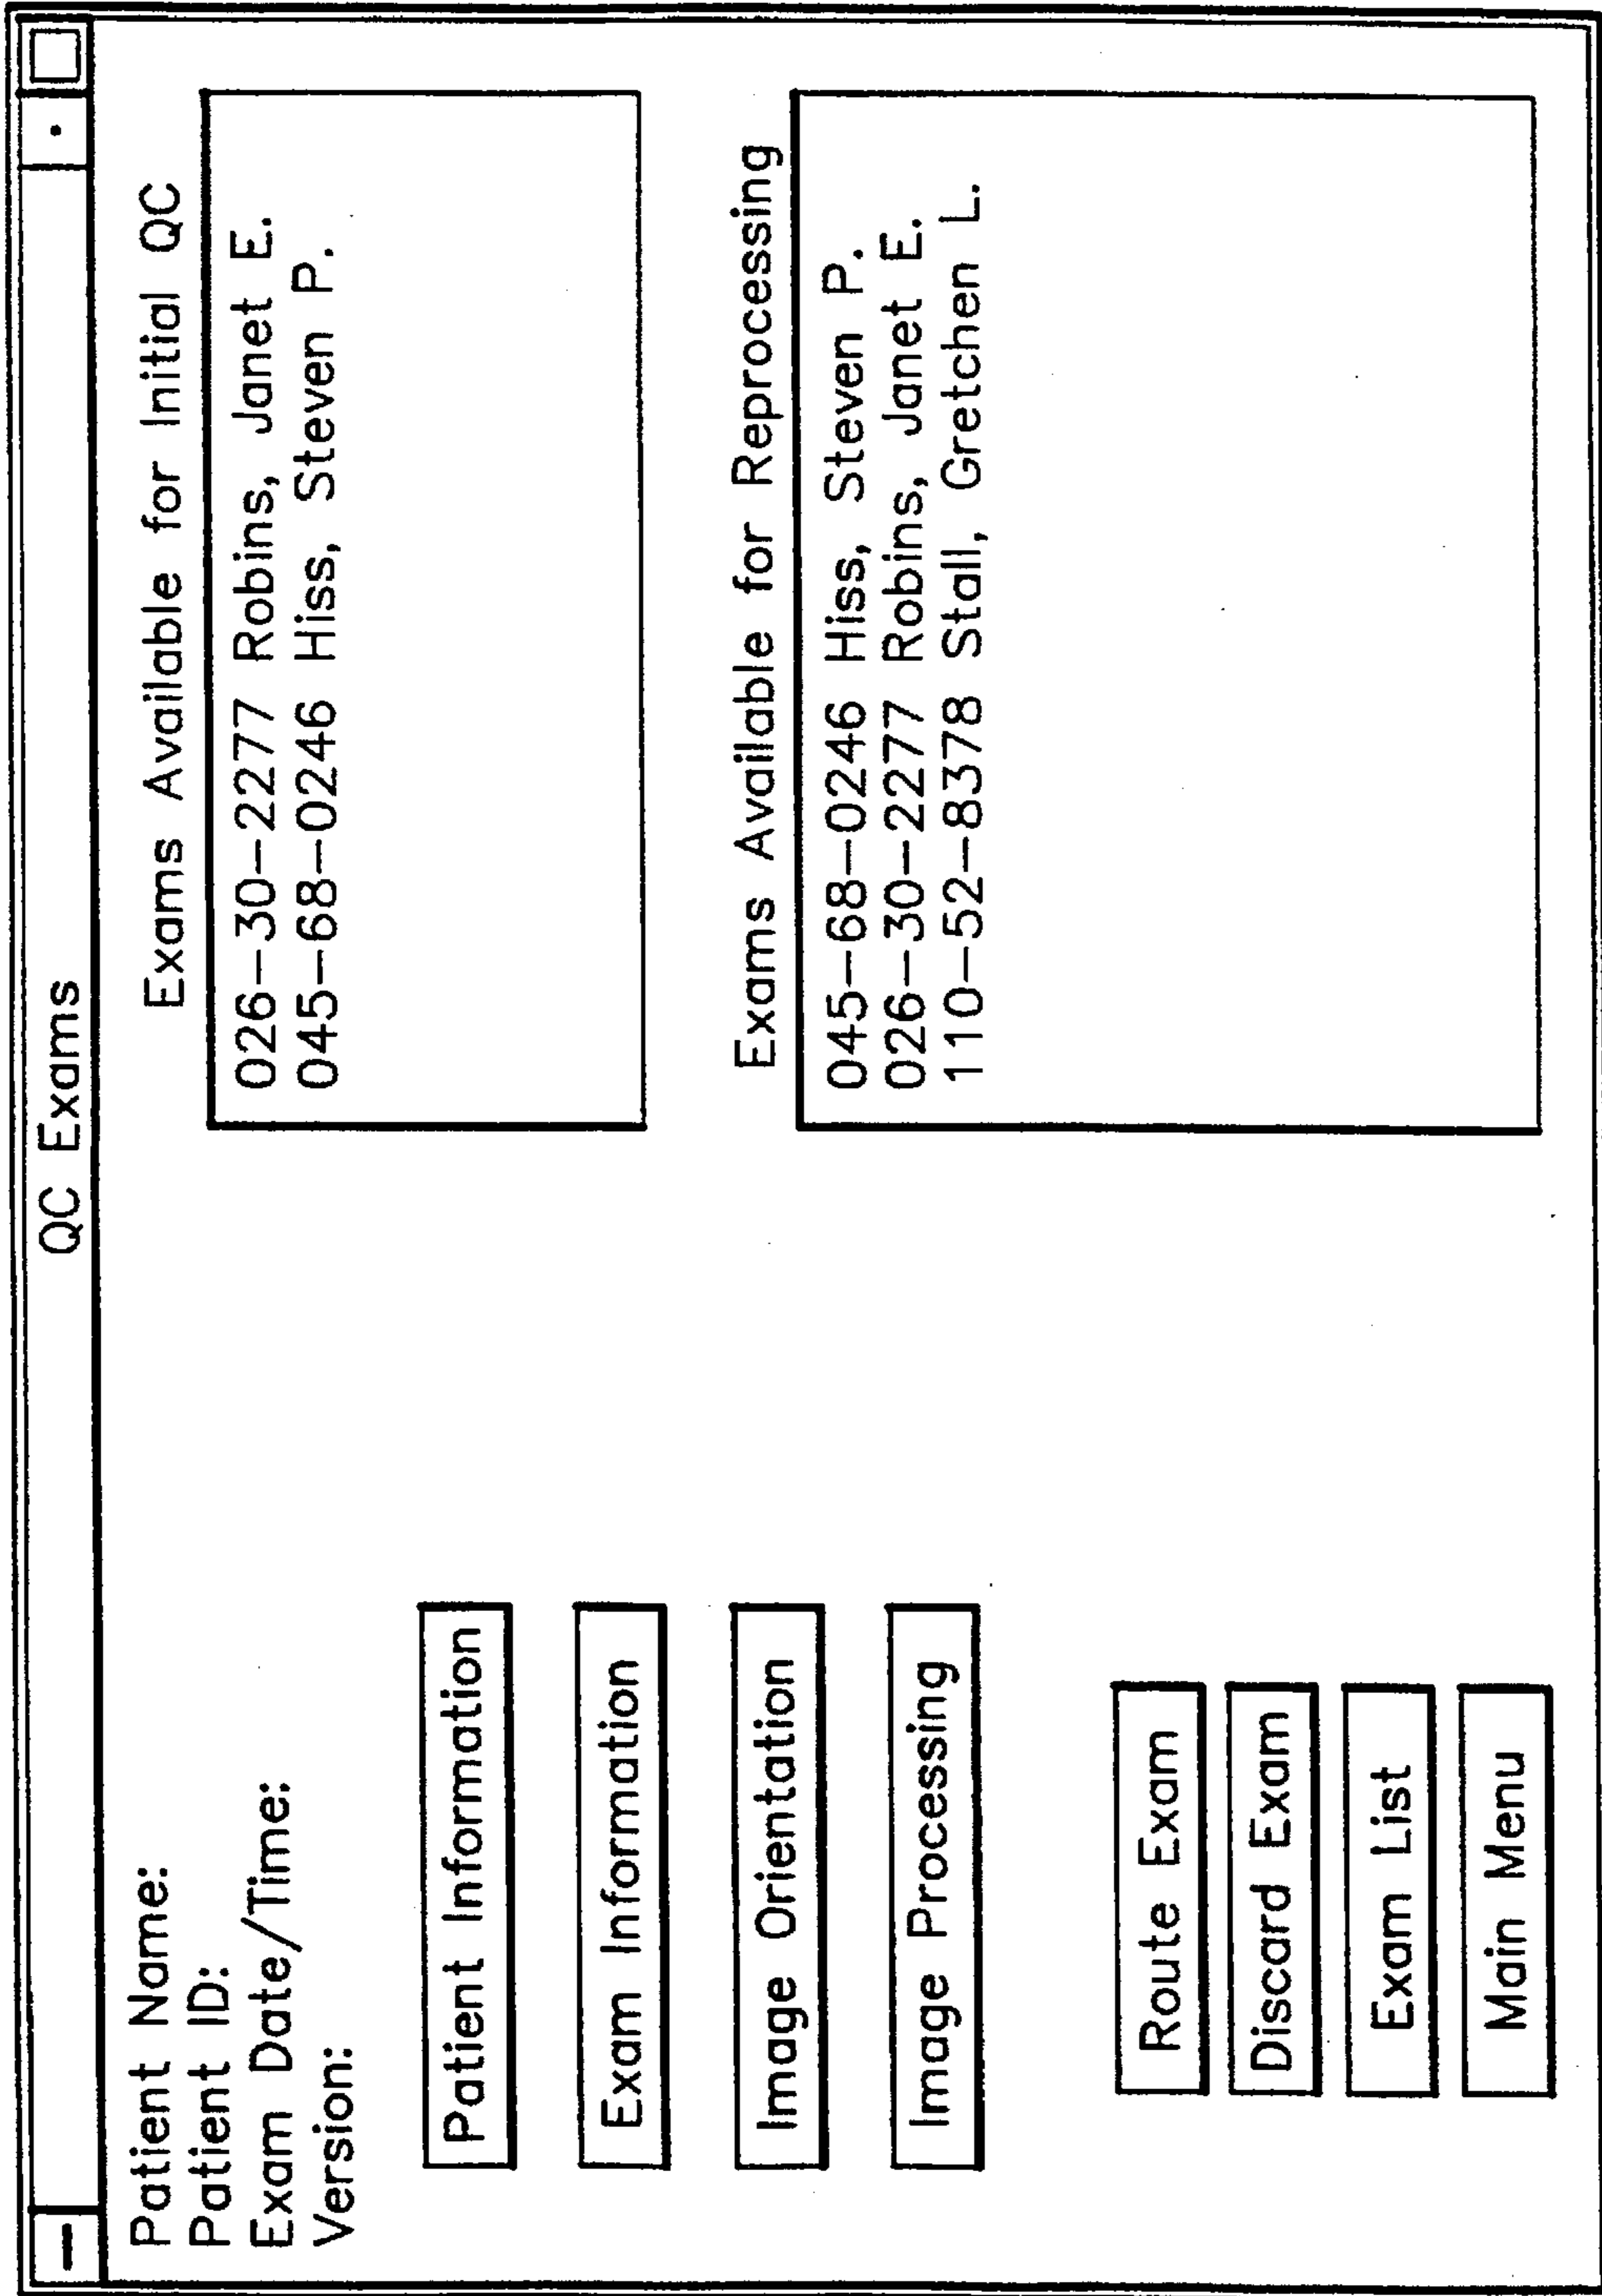 QC Exams
Patient Name:
Patient ID:
Exam Date/Time:
Version:
Patient Information
Exam Information
Image Orientation
Image Processing
Route Exam
Discard Exam
Exam List
Main Menu
Exams Available for Initial QC
026-30-2277 Robins, Janet E.
045-68-0246 Hiss, Steven P.
Exams Available for Reprocessing
045-68-0246 Hiss, Steven P.
026-30-2277 Robins, Janet E.
110-52-8378 Stall, Gretchen L.